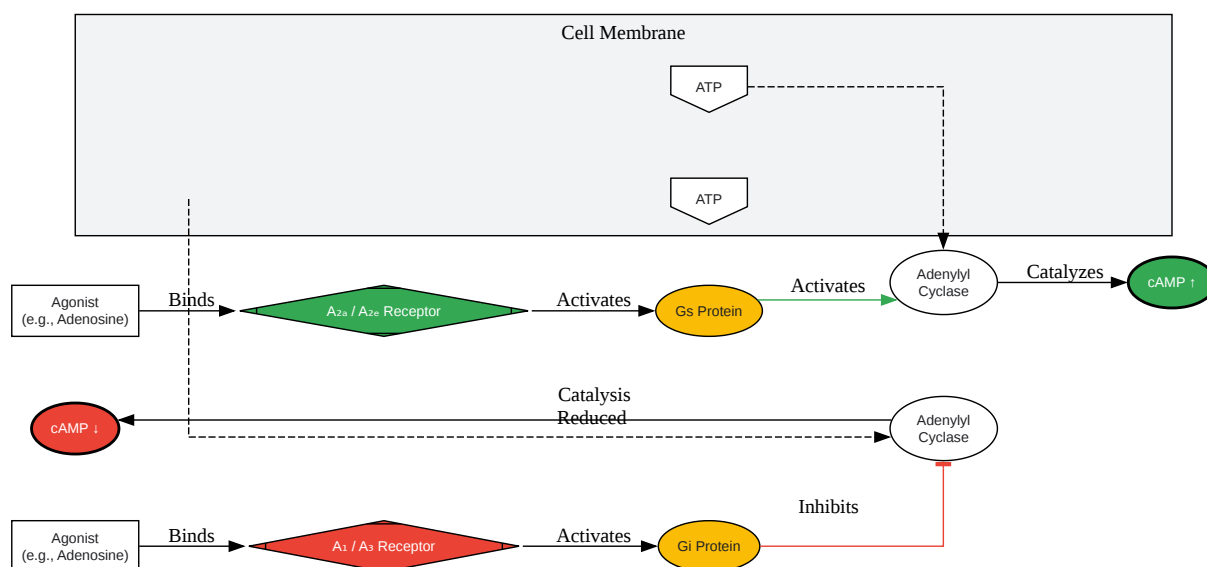 Cell Membrane
ATP
ATP
Agonist
(e.g., Adenosine)
Binds
A₂ₐ / A₂ₑ Receptor
Activates
Gs Protein
Activates
Adenylyl
Cyclase
Catalyzes
cAMP ↑
cAMP ↓
Catalysis
Reduced
Adenylyl
Cyclase
Agonist
(e.g., Adenosine)
Binds
A₁ / A₃ Receptor
Activates
Gi Protein
Inhibits